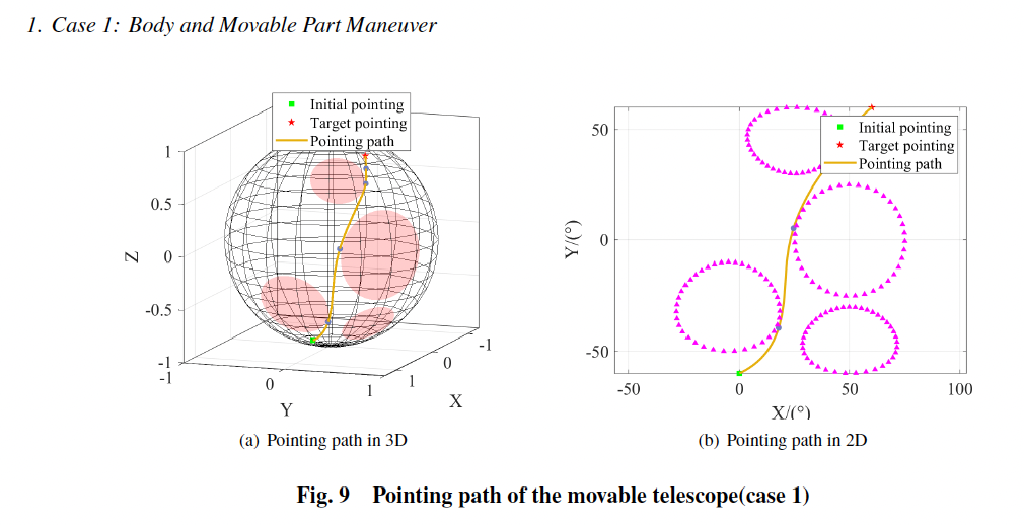 1. Case 1: Body and Movable Part Maneuver
Initial pointing
Target pointing
Pointing path
1
0.5
0
-0.5
-1
Z
-1
0
1
Y
1
0
-1
X
(a) Pointing path in 3D
Initial pointing
Target pointing
Pointing path
50
0
-50
Y/(°)
-50
0
50
100
X/(°)
(b) Pointing path in 2D
Fig. 9 Pointing path of the movable telescope(case 1)